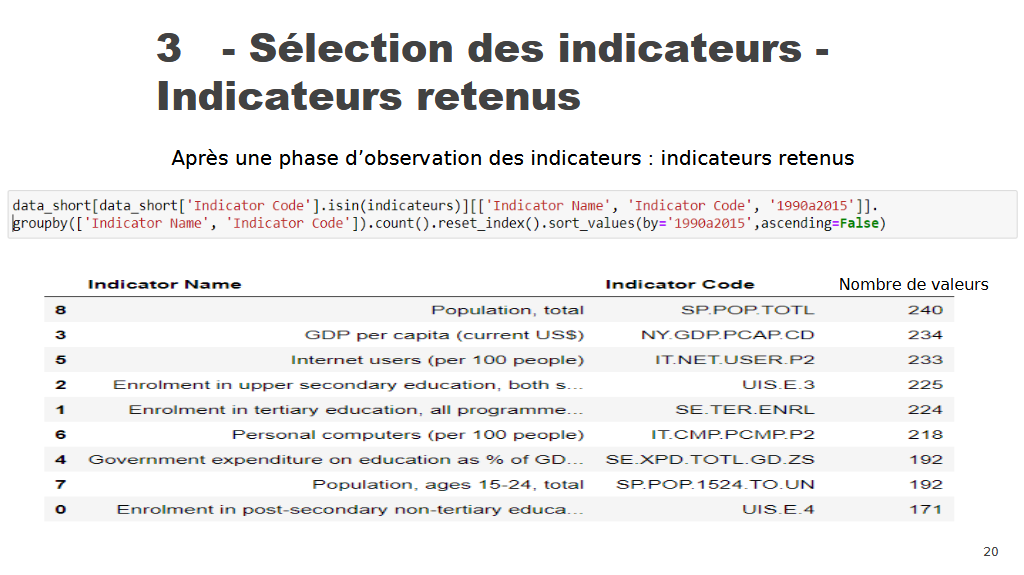 3 - Sélection des indicateurs -
Indicateurs retenus
Après une phase d’observation des indicateurs : indicateurs retenus
data_short[data_short['Indicator Code'].isin(indicateurs)][['Indicator Name', 'Indicator Code', '1990a2015']].
groupby(['Indicator Name', 'Indicator Code']).count().reset_index().sort_values(by='1990a2015',ascending=False)
Indicator Name Indicator Code Nombre de valeurs
8 Population, total SP.POP.TOTL 240
3 GDP per capita (current US$) NY.GDP.PCAP.CD 234
5 Internet users (per 100 people) IT.NET.USER.P2 233
2 Enrolment in upper secondary education, both s... UIS.E.3 225
1 Enrolment in tertiary education, all programme... SE.TER.ENRL 224
6 Personal computers (per 100 people) IT.CMP.PCMP.P2 218
4 Government expenditure on education as % of GD... SE.XPD.TOTL.GD.ZS 192
7 Population, ages 15-24, total SP.POP.1524.TO.UN 192
0 Enrolment in post-secondary non-tertiary educa... UIS.E.4 171
20